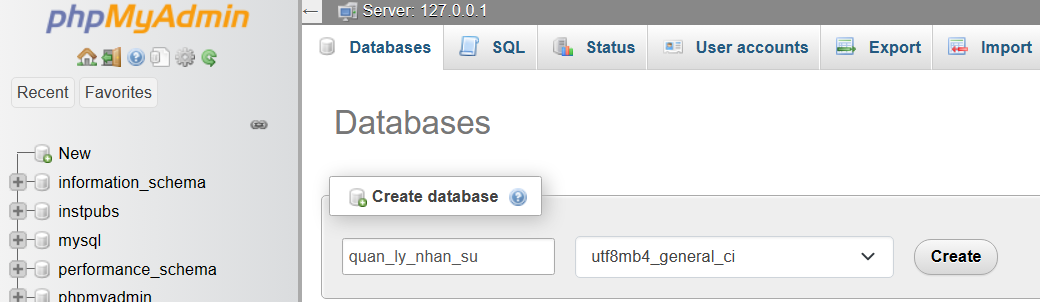 phpMyAdmin
Recent Favorites
New
information_schema
instpubs
mysql
performance_schema
phpmyadmin
← Server: 127.0.0.1
Databases SQL Status User accounts Export Import
Databases
Create database
quan_ly_nhan_su utf8mb4_general_ci Create